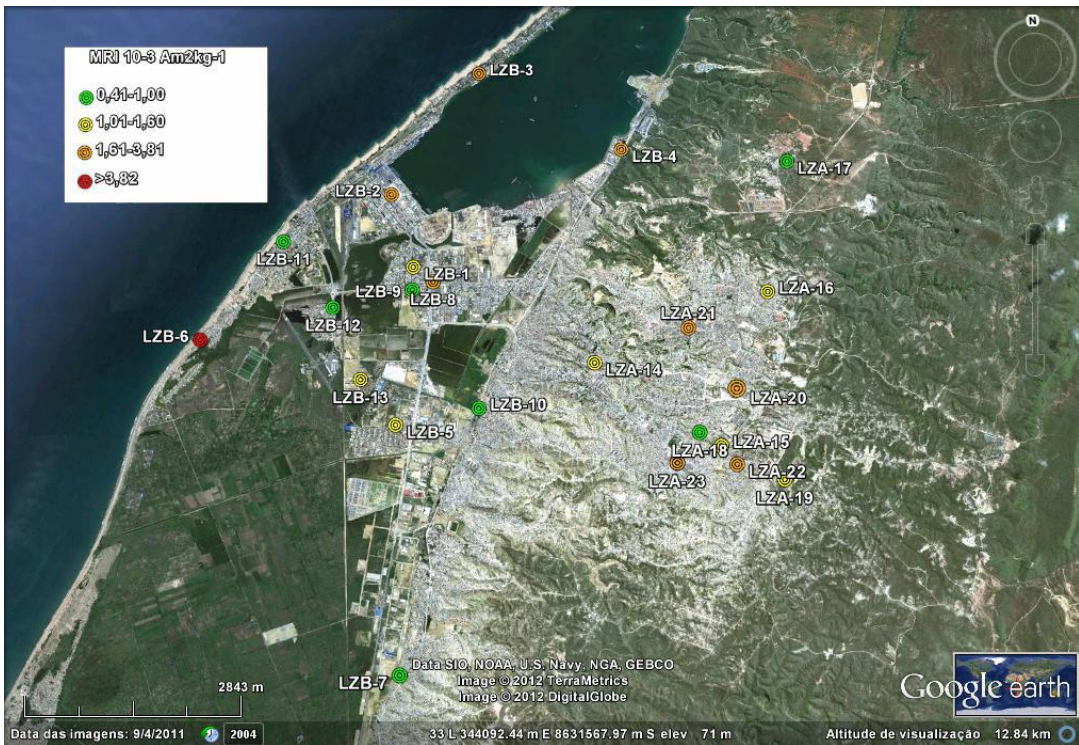 MRI 10-3 Am2kg-1
0,41-1,00
1,01-1,60
1,61-3,81
>3,82
N
LZB-3
LZB-4
LZA-17
LZB-2
LZB-11
LZB-1
LZB-9
LZB-8
LZA-16
LZB-12
LZA-21
LZB-6
LZA-14
LZB-13
LZA-20
LZB-10
LZB-5
LZA-15
LZA-18
LZA-22
LZA-23
LZA-19
LZB-7
Data SIO, NOAA, U.S. Navy, NGA, GEBCO
Image © 2012 TerraMetrics
Image © 2012 DigitalGlobe
2843 m
Google earth
Data das imagens: 9/4/2011 2004 33 L 344092.44 m E 8631567.97 m S elev 71 m Altitude de visualização 12.84 km